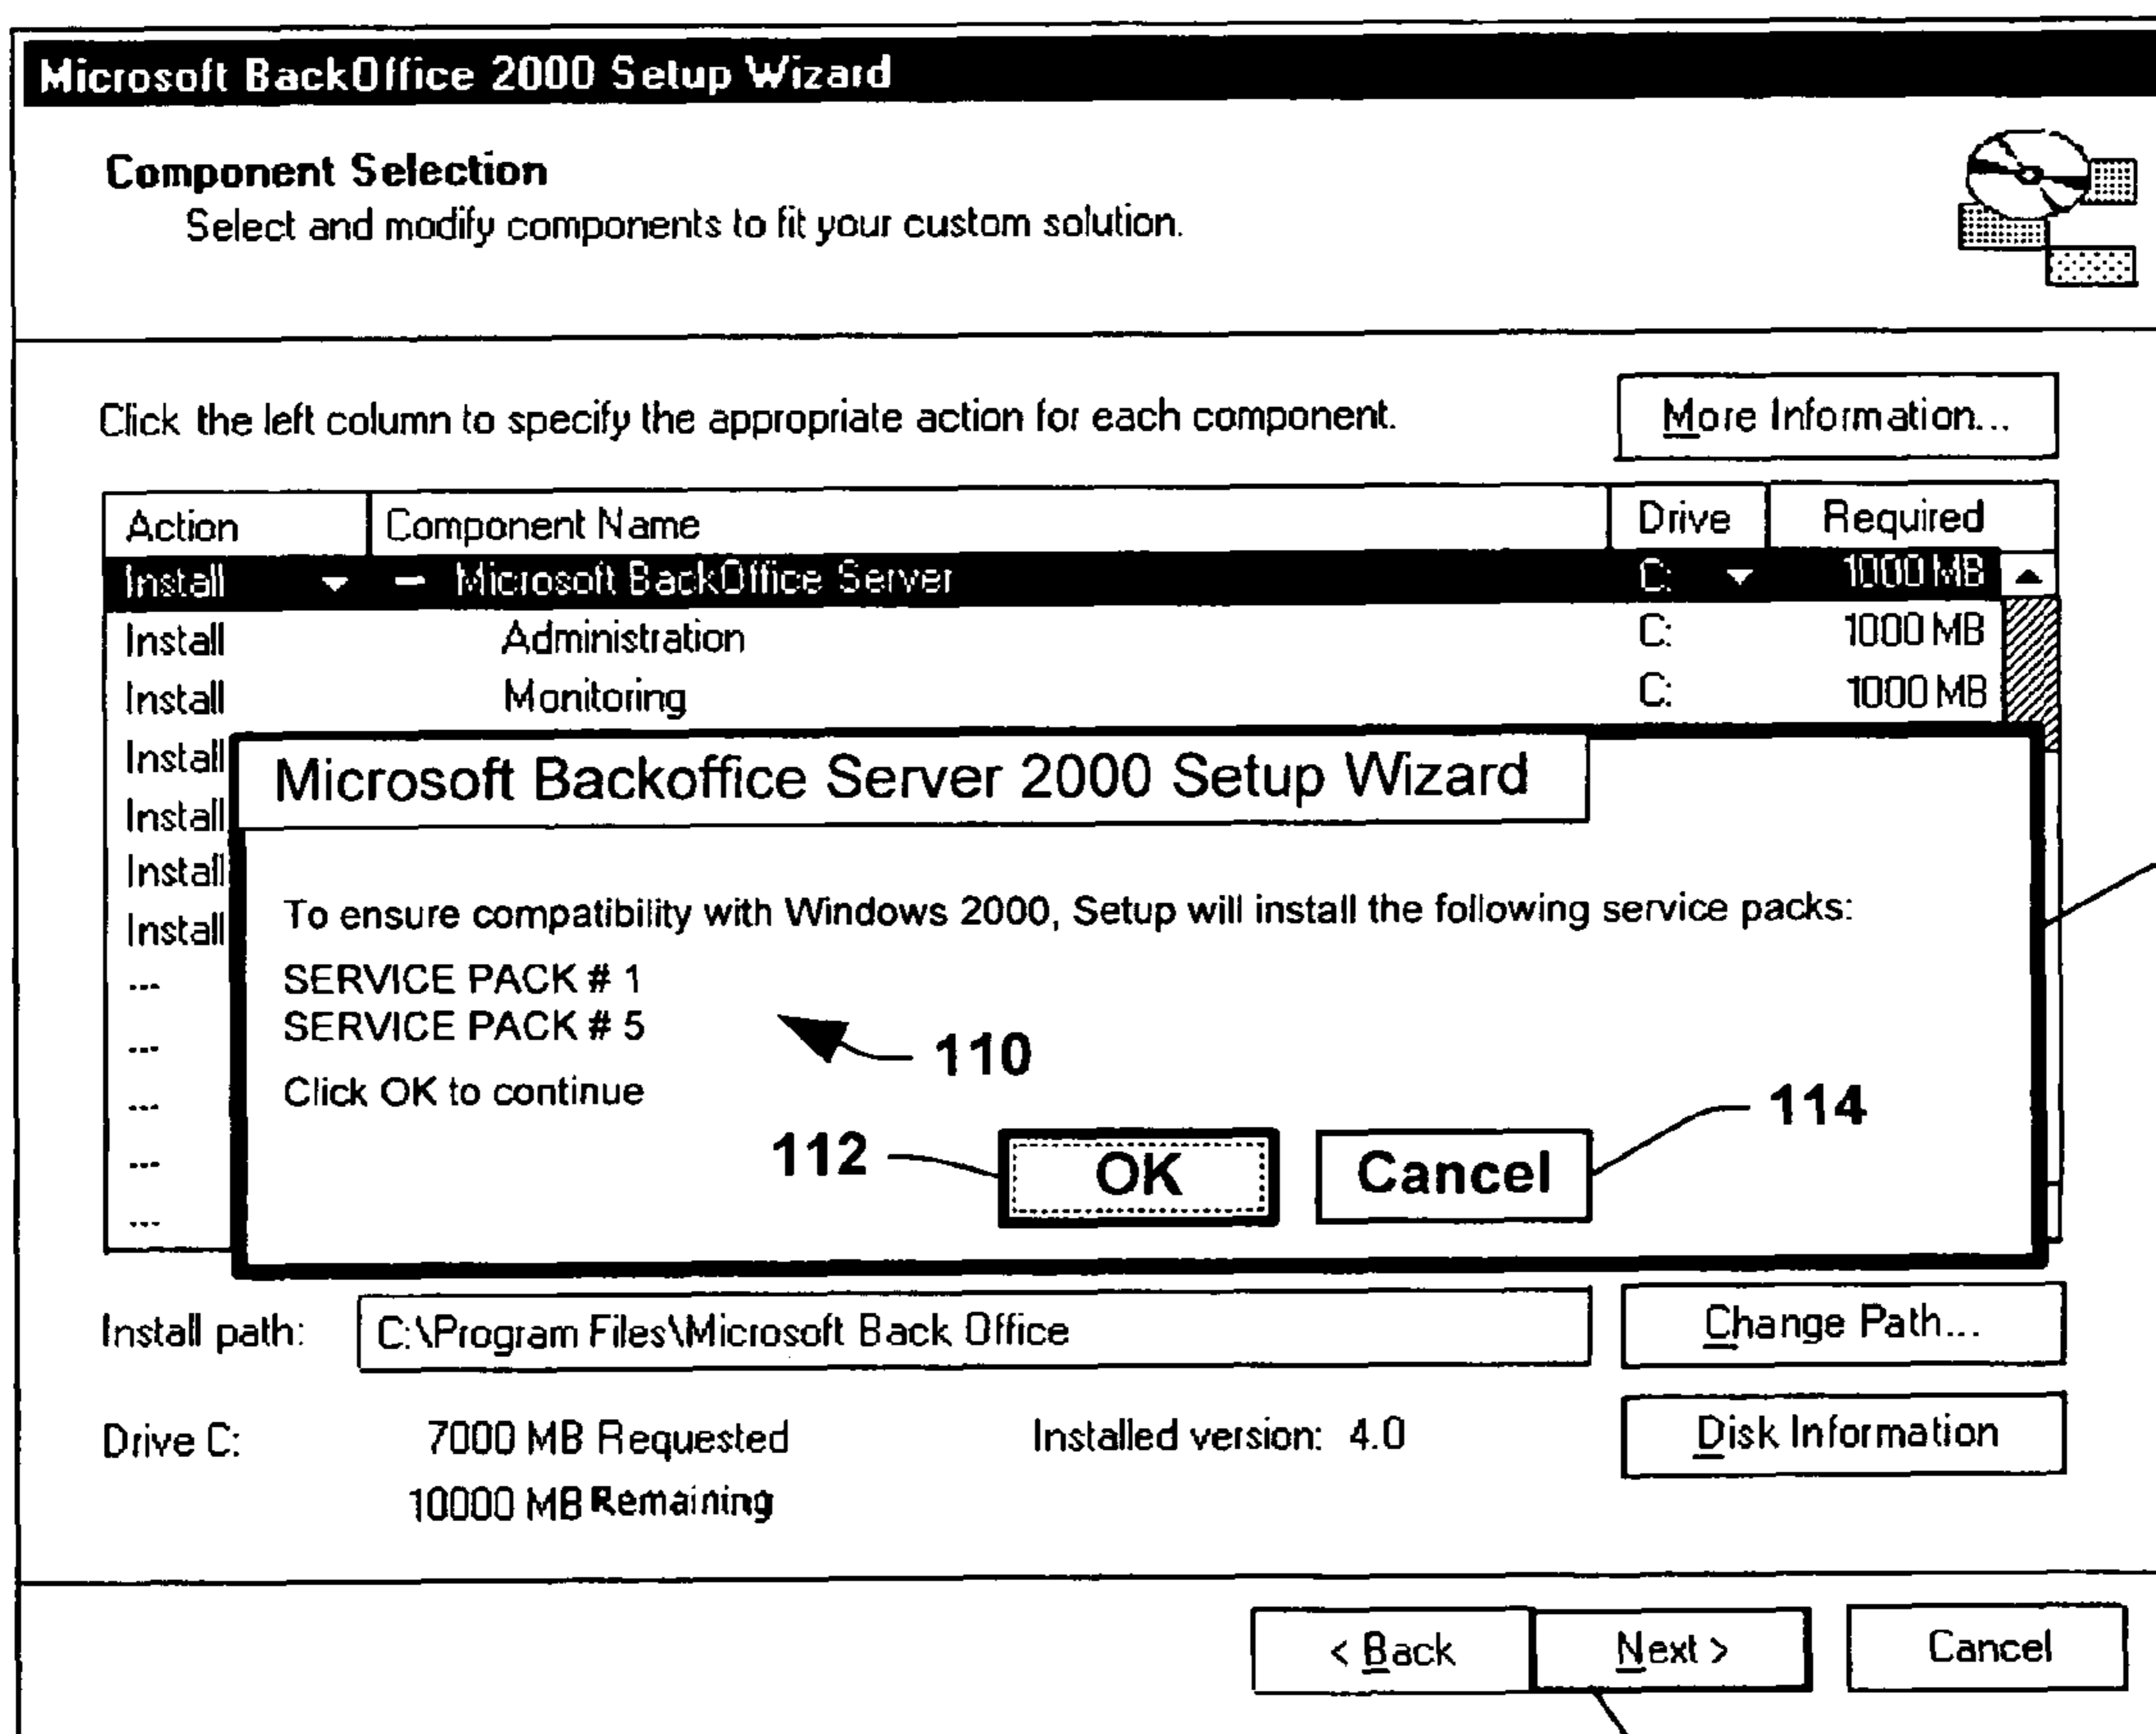 Microsoft BackOffice 2000 Setup Wizard
Component Selection
Select and modify components to fit your custom solution.
Click the left column to specify the appropriate action for each component.
More Information...
Action Component Name Drive Required
Install Microsoft BackOffice Server C: 1000 MB
Install Administration C: 1000 MB
Install Monitoring C: 1000 MB
Install
Install
Install
Install
---
---
---
---
---
Microsoft Backoffice Server 2000 Setup Wizard
To ensure compatibility with Windows 2000, Setup will install the following service packs:
SERVICE PACK # 1
SERVICE PACK # 5
110
Click OK to continue
114
112
OK
Cancel
Install path: C:\Program Files\Microsoft Back Office
Change Path...
Drive C: 7000 MB Requested Installed version: 4.0
Disk Information
10000 MB Remaining
< Back Next > Cancel